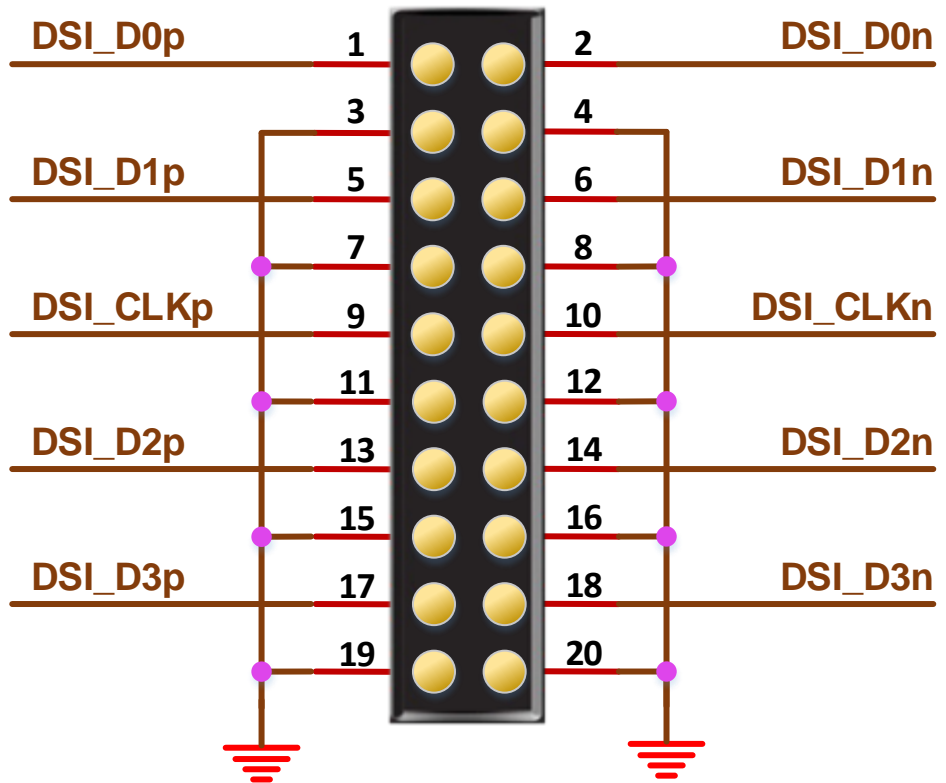 DSI_D0p 1 2 DSI_D0n
3 4
DSI_D1p 5 6 DSI_D1n
7 8
DSI_CLKp 9 10 DSI_CLKn
11 12
DSI_D2p 13 14 DSI_D2n
15 16
DSI_D3p 17 18 DSI_D3n
19 20